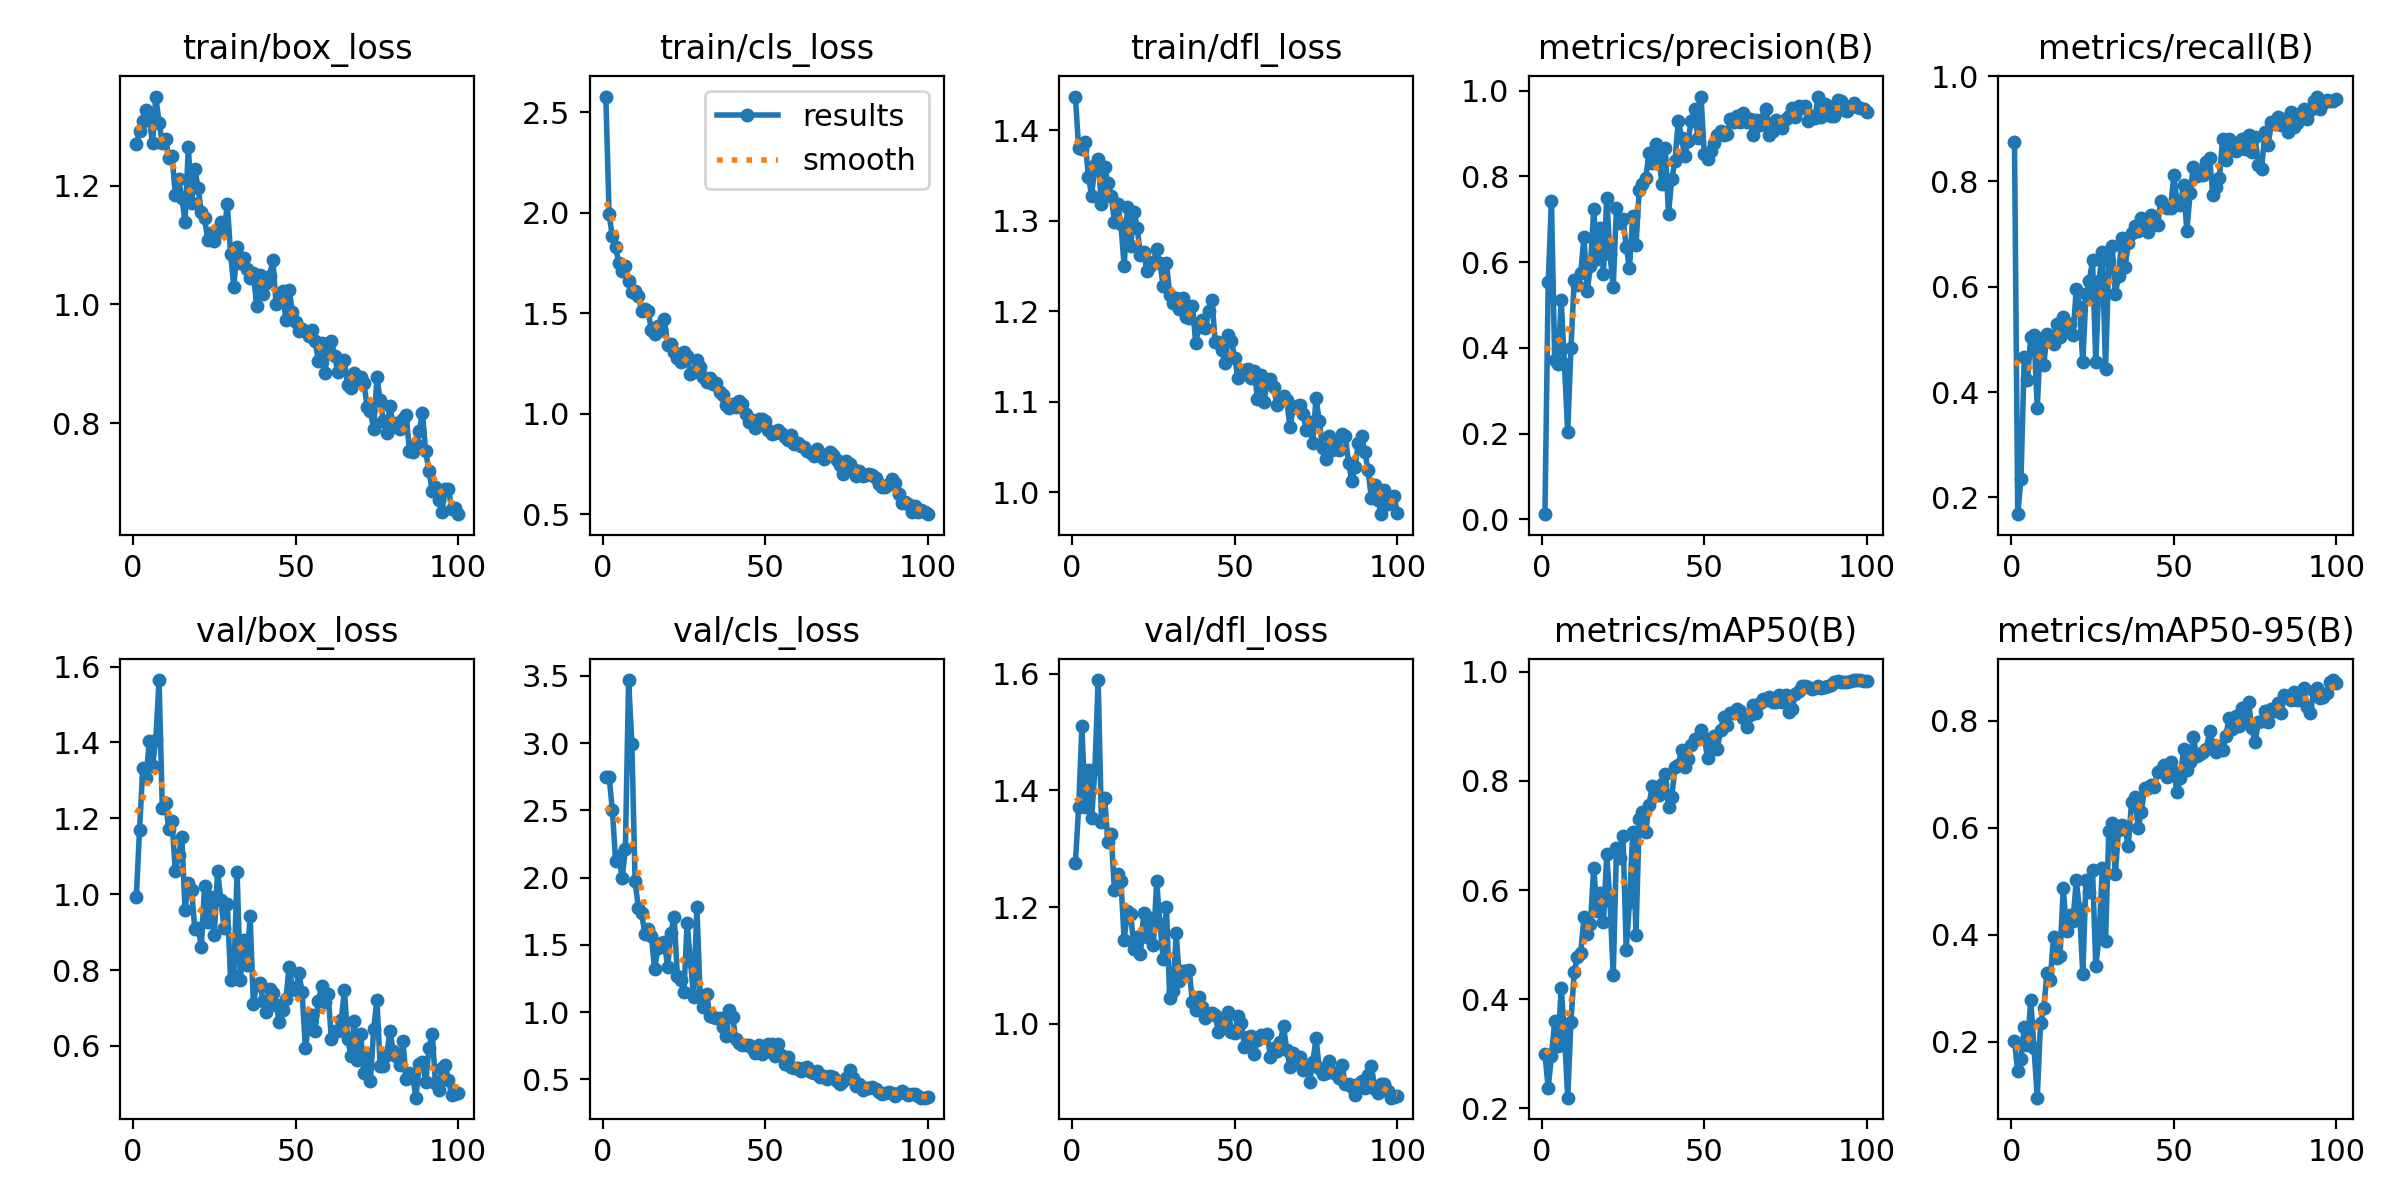 train/box_loss
1.2
1.0
0.8
0 50 100
train/cls_loss
results
smooth
2.5
2.0
1.5
1.0
0.5
0 50 100
train/dfl_loss
1.4
1.3
1.2
1.1
1.0
0 50 100
metrics/precision(B)
1.0
0.8
0.6
0.4
0.2
0.0
0 50 100
metrics/recall(B)
1.0
0.8
0.6
0.4
0.2
0 50 100
val/box_loss
1.6
1.4
1.2
1.0
0.8
0.6
0 50 100
val/cls_loss
3.5
3.0
2.5
2.0
1.5
1.0
0.5
0 50 100
val/dfl_loss
1.6
1.4
1.2
1.0
0 50 100
metrics/mAP50(B)
1.0
0.8
0.6
0.4
0.2
0 50 100
metrics/mAP50-95(B)
0.8
0.6
0.4
0.2
0 50 100